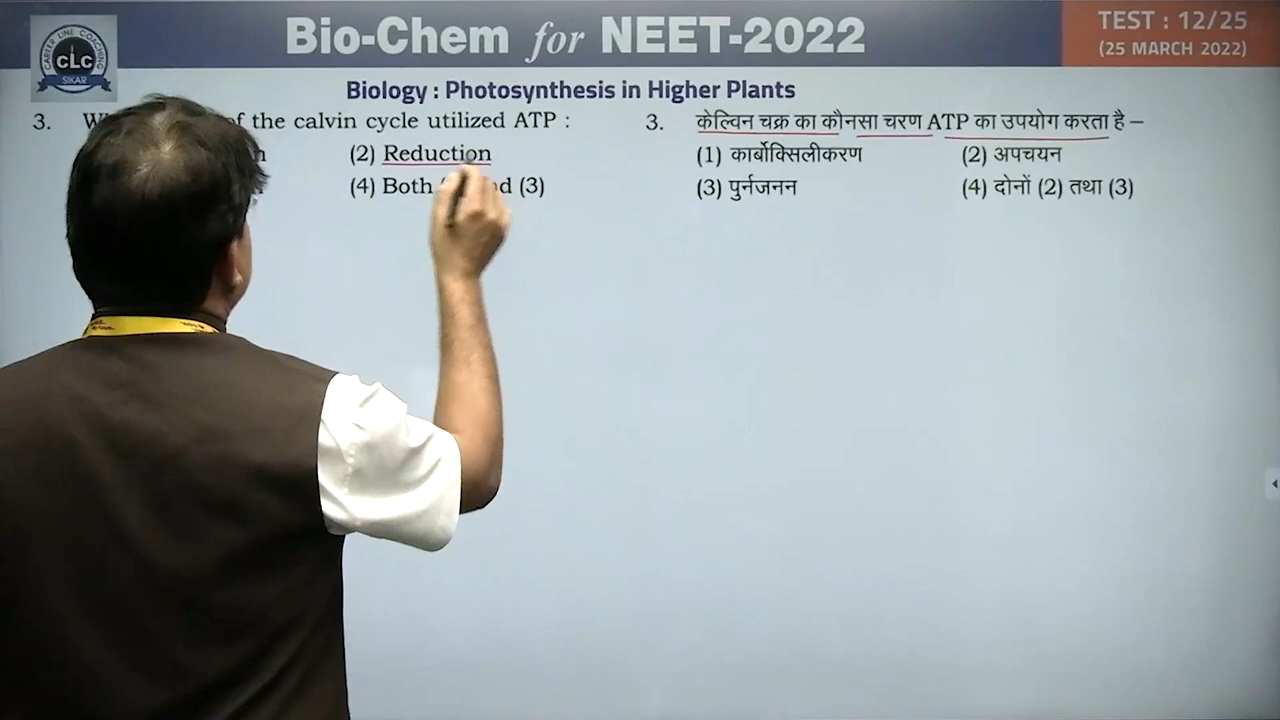 Bio-Chem for NEET-2022
TEST : 12/25
(25 MARCH 2022)
CAREER LINE COACHING
CLC
SIKAR
Biology : Photosynthesis in Higher Plants
3. of the calvin cycle utilized ATP :
(2) Reduction
(4) Both and (3)
3. केल्विन चक्र का कौनसा चरण ATP का उपयोग करता है –
(1) कार्बोक्सिलीकरण (2) अपचयन
(3) पुर्नजनन (4) दोनों (2) तथा (3)